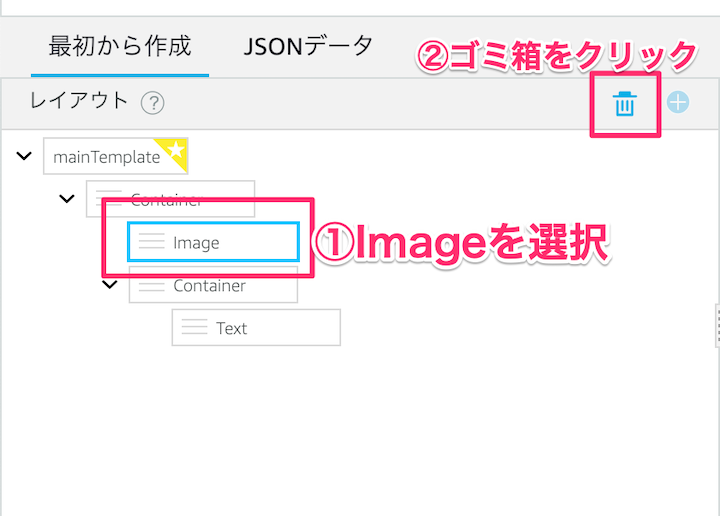 最初から作成 JSONデータ
②ゴミ箱をクリック
レイアウト ?
mainTemplate
Container
Image
①Imageを選択
Container
Text